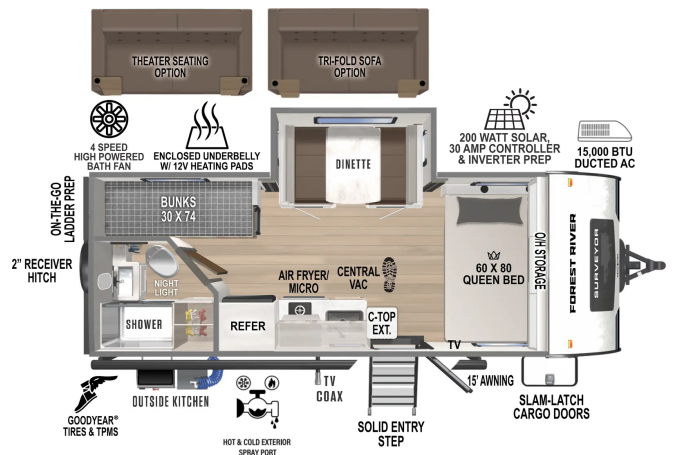 THEATER SEATING
OPTION
TRI-FOLD SOFA
OPTION
4 SPEED
HIGH POWERED
BATH FAN
ENCLOSED UNDERBELLY
W/ 12V HEATING PADS
200 WATT SOLAR,
30 AMP CONTROLLER
& INVERTER PREP
15,000 BTU
DUCTED AC
DINETTE
ON-THE-GO
LADDER PREP
BUNKS
30 X 74
2" RECEIVER
HITCH
NIGHT
LIGHT
AIR FRYER/
MICRO
CENTRAL
VAC
60 X 80
QUEEN BED
O/H STORAGE
FOREST RIVER
SURVEYOR
SHOWER
REFER
C-TOP
EXT.
TV
15' AWNING
GOODYEAR®
TIRES & TPMS
OUTSIDE KITCHEN
TV
COAX
HOT & COLD EXTERIOR
SPRAY PORT
SOLID ENTRY
STEP
SLAM-LATCH
CARGO DOORS